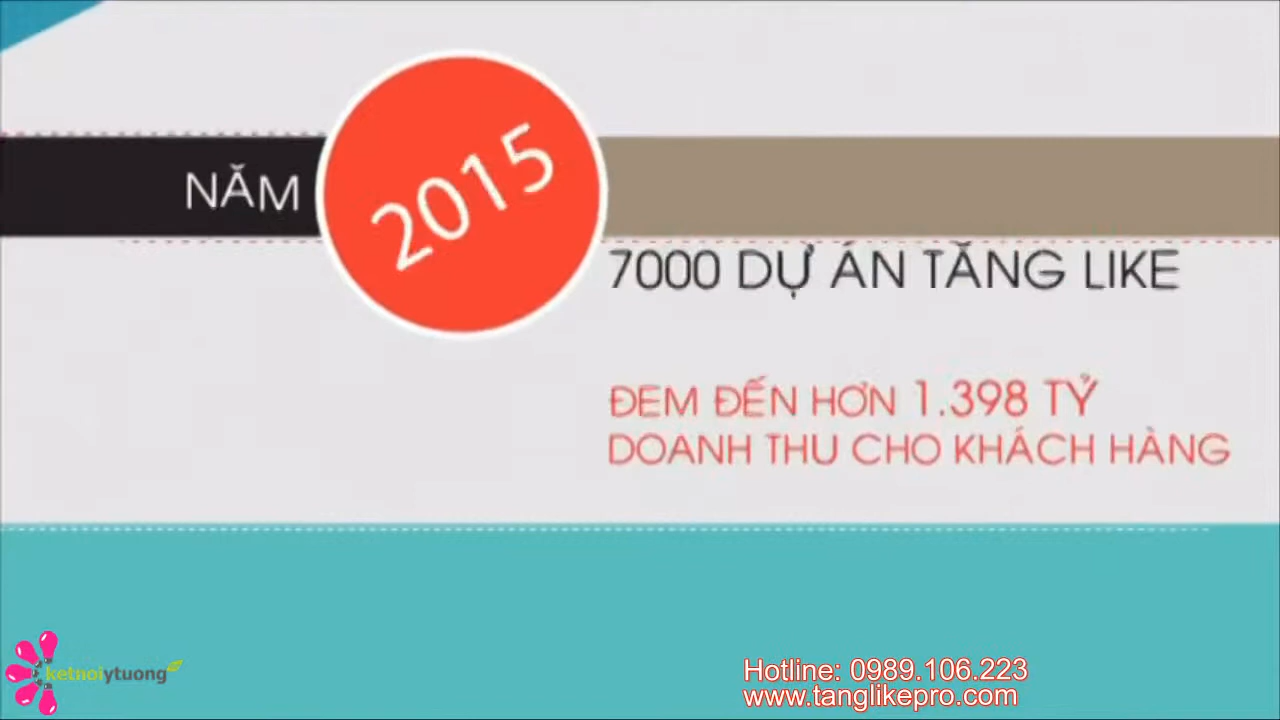 NĂM
2015
7000 DỰ ÁN TĂNG LIKE
ĐEM ĐẾN HƠN 1.398 TỶ
DOANH THU CHO KHÁCH HÀNG
ketnoiytuong
Hotline: 0989.106.223
www.tanglikepro.com